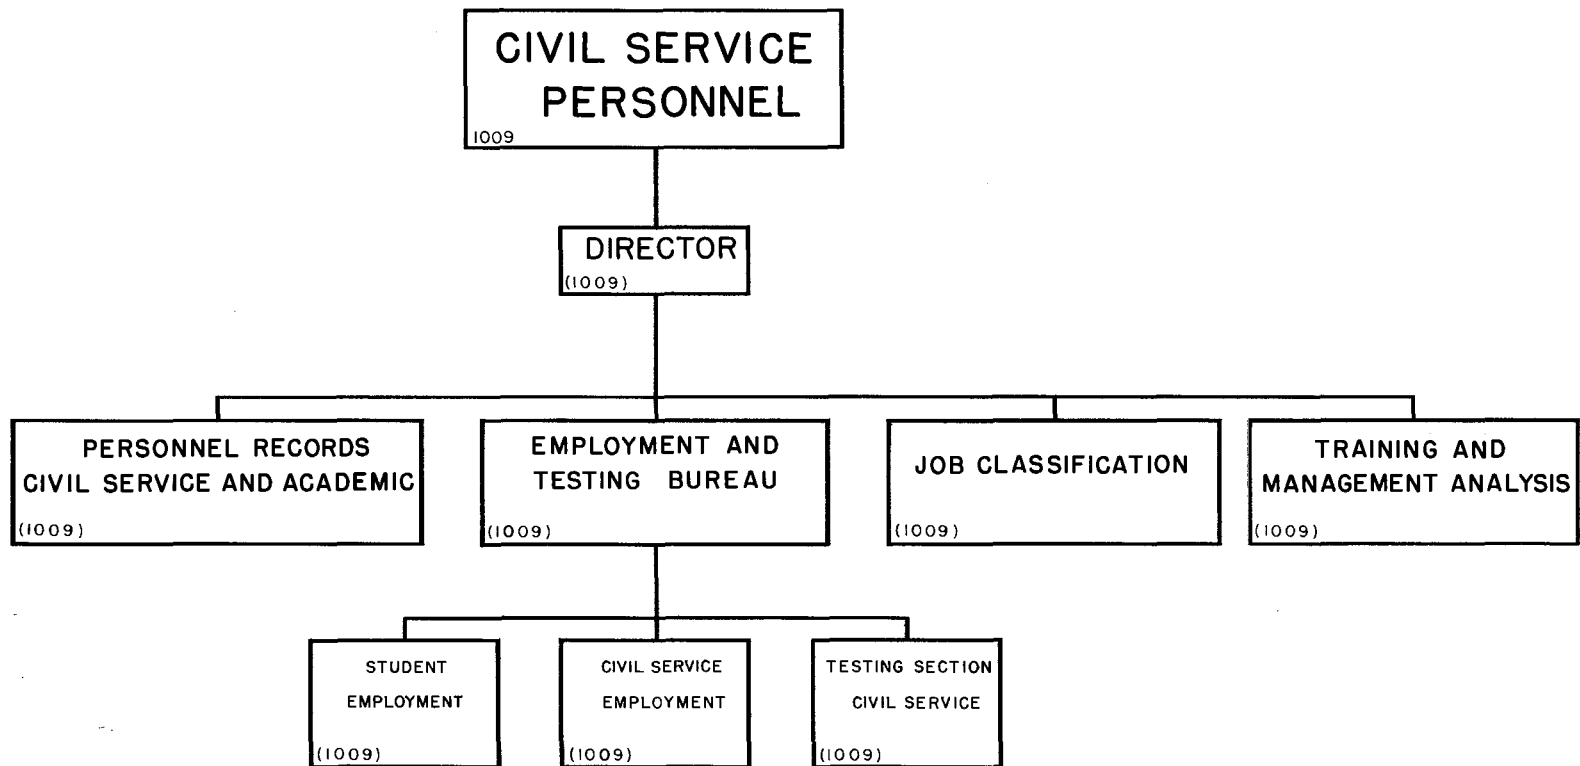 CIVIL SERVICE
PERSONNEL
1009
DIRECTOR
(1009)
PERSONNEL RECORDS
CIVIL SERVICE AND ACADEMIC
(1009)
EMPLOYMENT AND
TESTING BUREAU
(1009)
JOB CLASSIFICATION
(1009)
TRAINING AND
MANAGEMENT ANALYSIS
(1009)
STUDENT
EMPLOYMENT
(1009)
CIVIL SERVICE
EMPLOYMENT
(1009)
TESTING SECTION
CIVIL SERVICE
(1009)